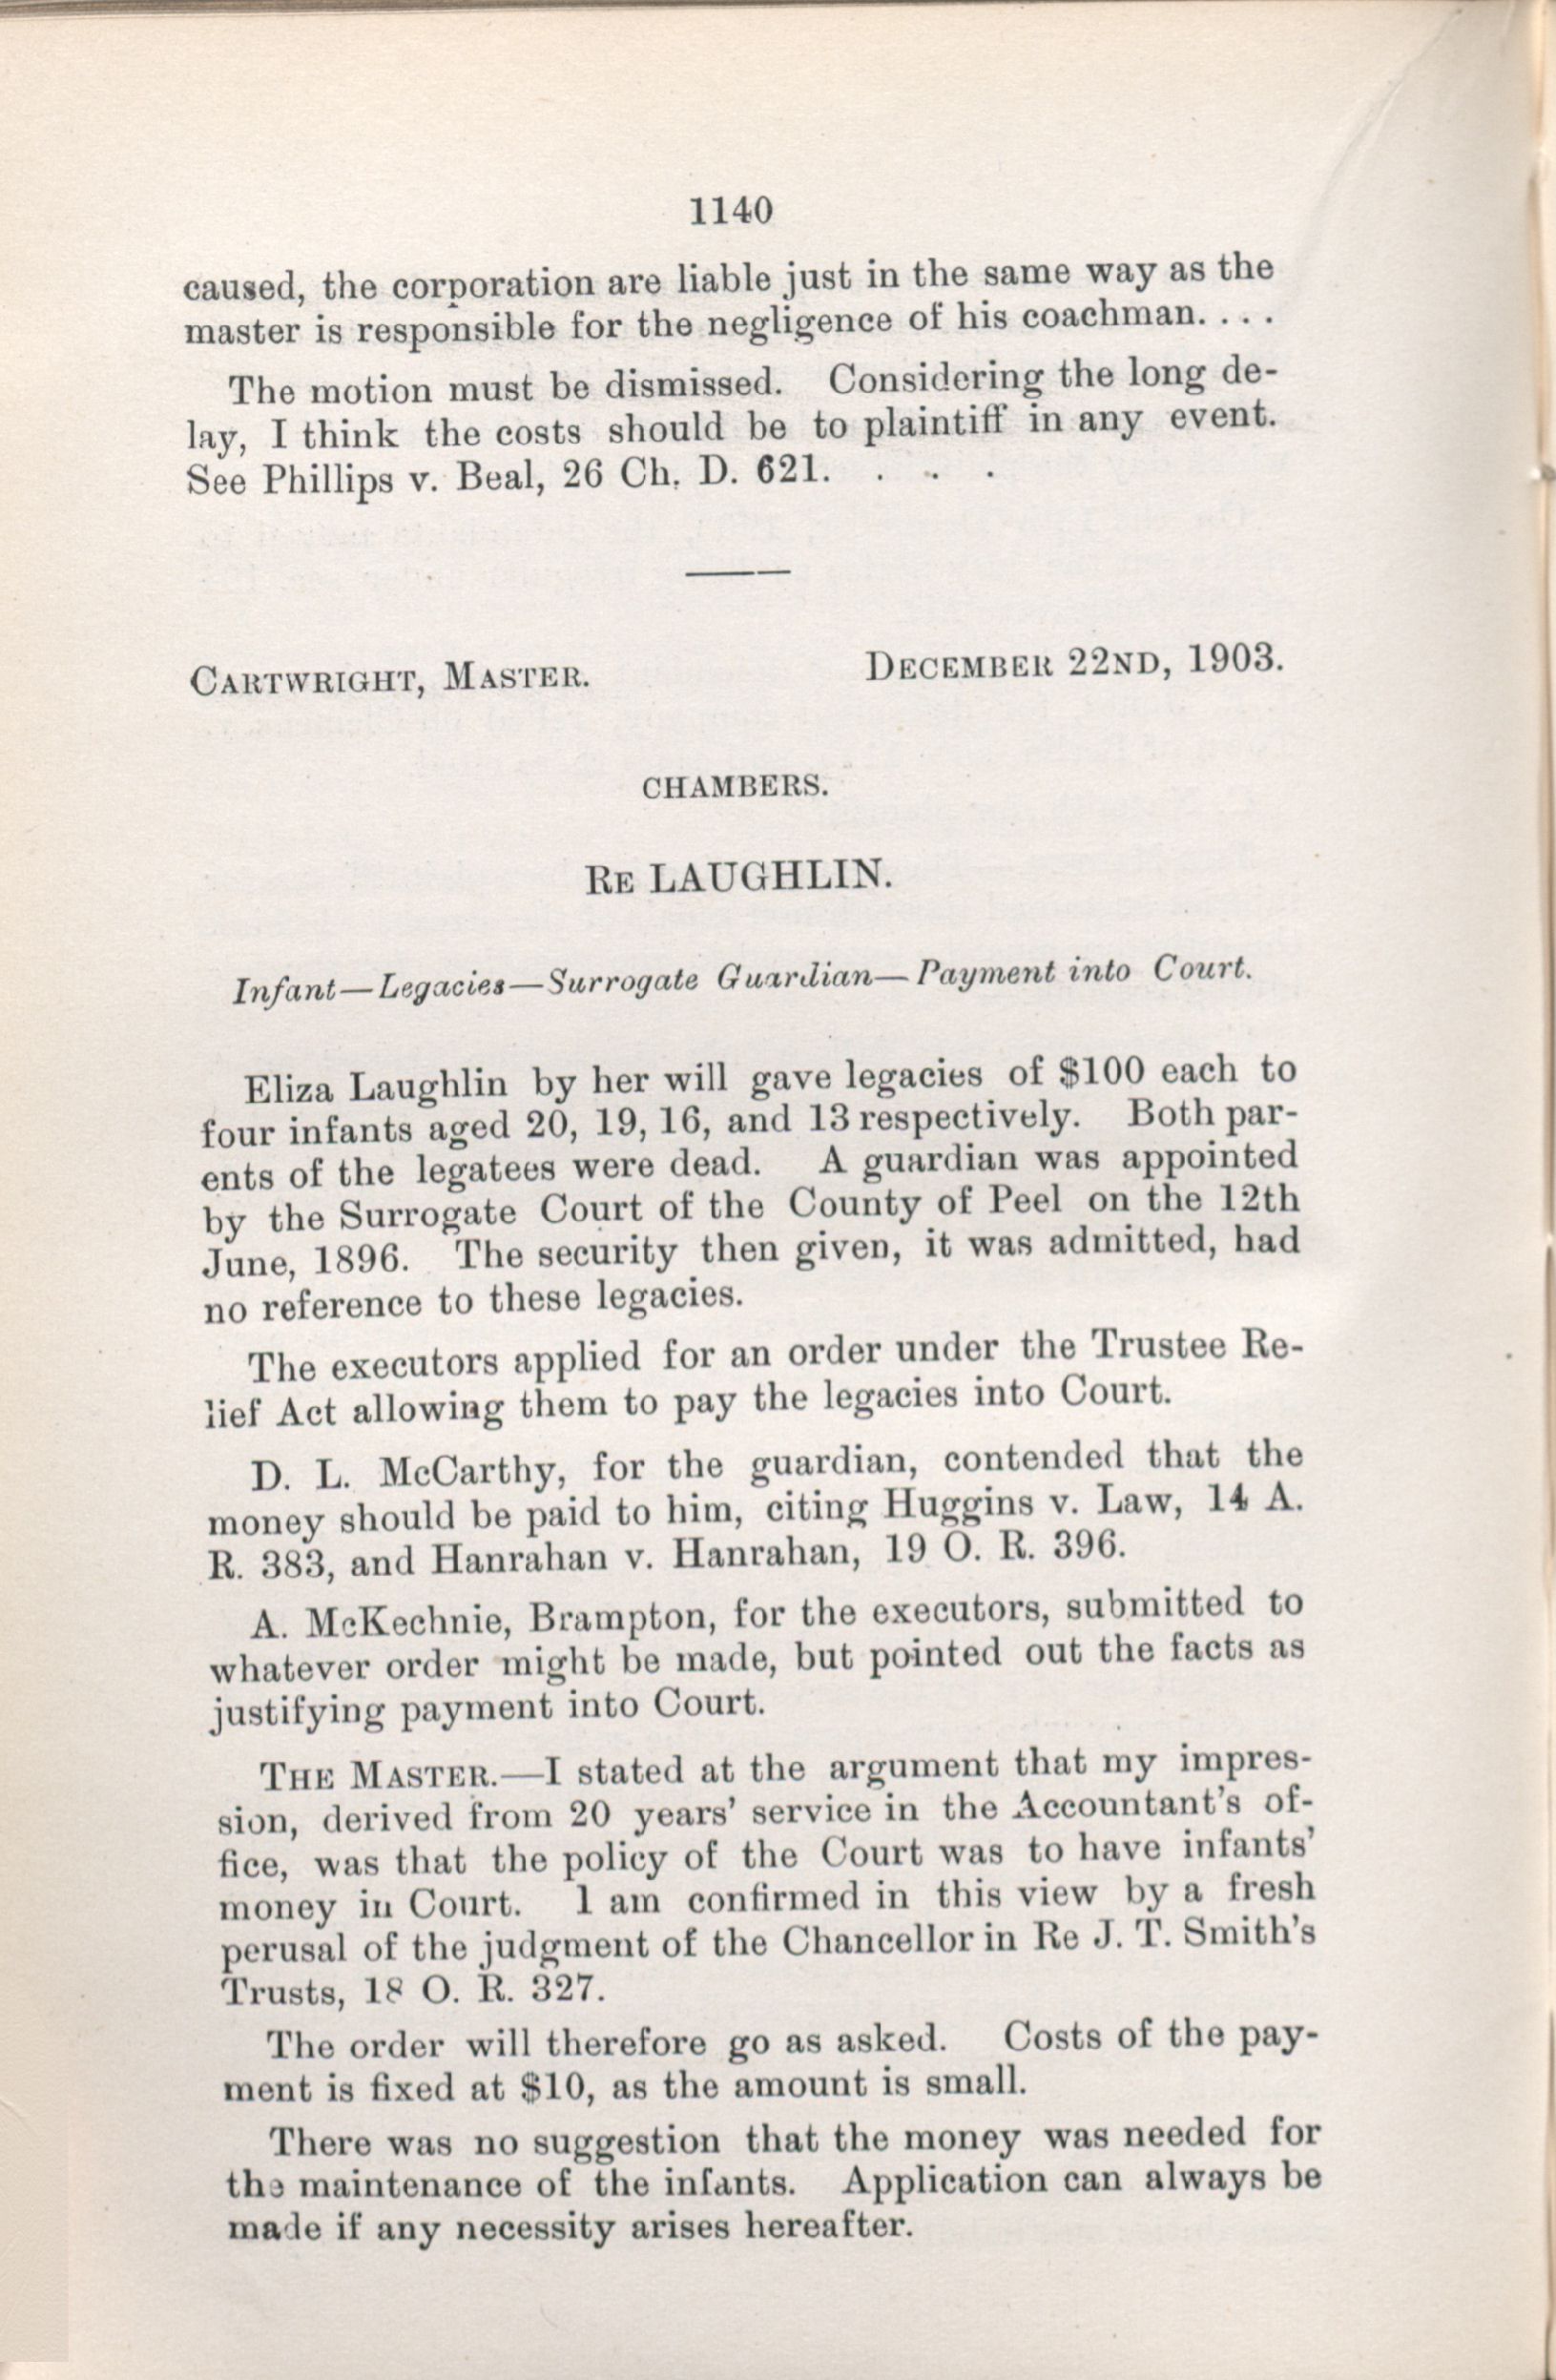 1140
caused, the corporation are liable just in the same way as the
master is responsible for the negligence of his coachman. . . .
The motion must be dismissed. Considering the long de-
lay, I think the costs should be to plaintiff in any event.
See Phillips v. Beal, 26 Ch. D. 621. . . .
CARTWRIGHT, MASTER. DECEMBER 22ND, 1903.
CHAMBERS.
RE LAUGHLIN.
Infant—Legacies—Surrogate Guardian—Payment into Court.
Eliza Laughlin by her will gave legacies of $100 each to
four infants aged 20, 19, 16, and 13 respectively. Both par-
ents of the legatees were dead. A guardian was appointed
by the Surrogate Court of the County of Peel on the 12th
June, 1896. The security then given, it was admitted, had
no reference to these legacies.
The executors applied for an order under the Trustee Re-
lief Act allowing them to pay the legacies into Court.
D. L. McCarthy, for the guardian, contended that the
money should be paid to him, citing Huggins v. Law, 14 A.
R. 383, and Hanrahan v. Hanrahan, 19 O. R. 396.
A. McKechnie, Brampton, for the executors, submitted to
whatever order might be made, but pointed out the facts as
justifying payment into Court.
THE MASTER.—I stated at the argument that my impres-
sion, derived from 20 years' service in the Accountant's of-
fice, was that the policy of the Court was to have infants'
money in Court. I am confirmed in this view by a fresh
perusal of the judgment of the Chancellor in Re J. T. Smith's
Trusts, 18 O. R. 327.
The order will therefore go as asked. Costs of the pay-
ment is fixed at $10, as the amount is small.
There was no suggestion that the money was needed for
the maintenance of the infants. Application can always be
made if any necessity arises hereafter.